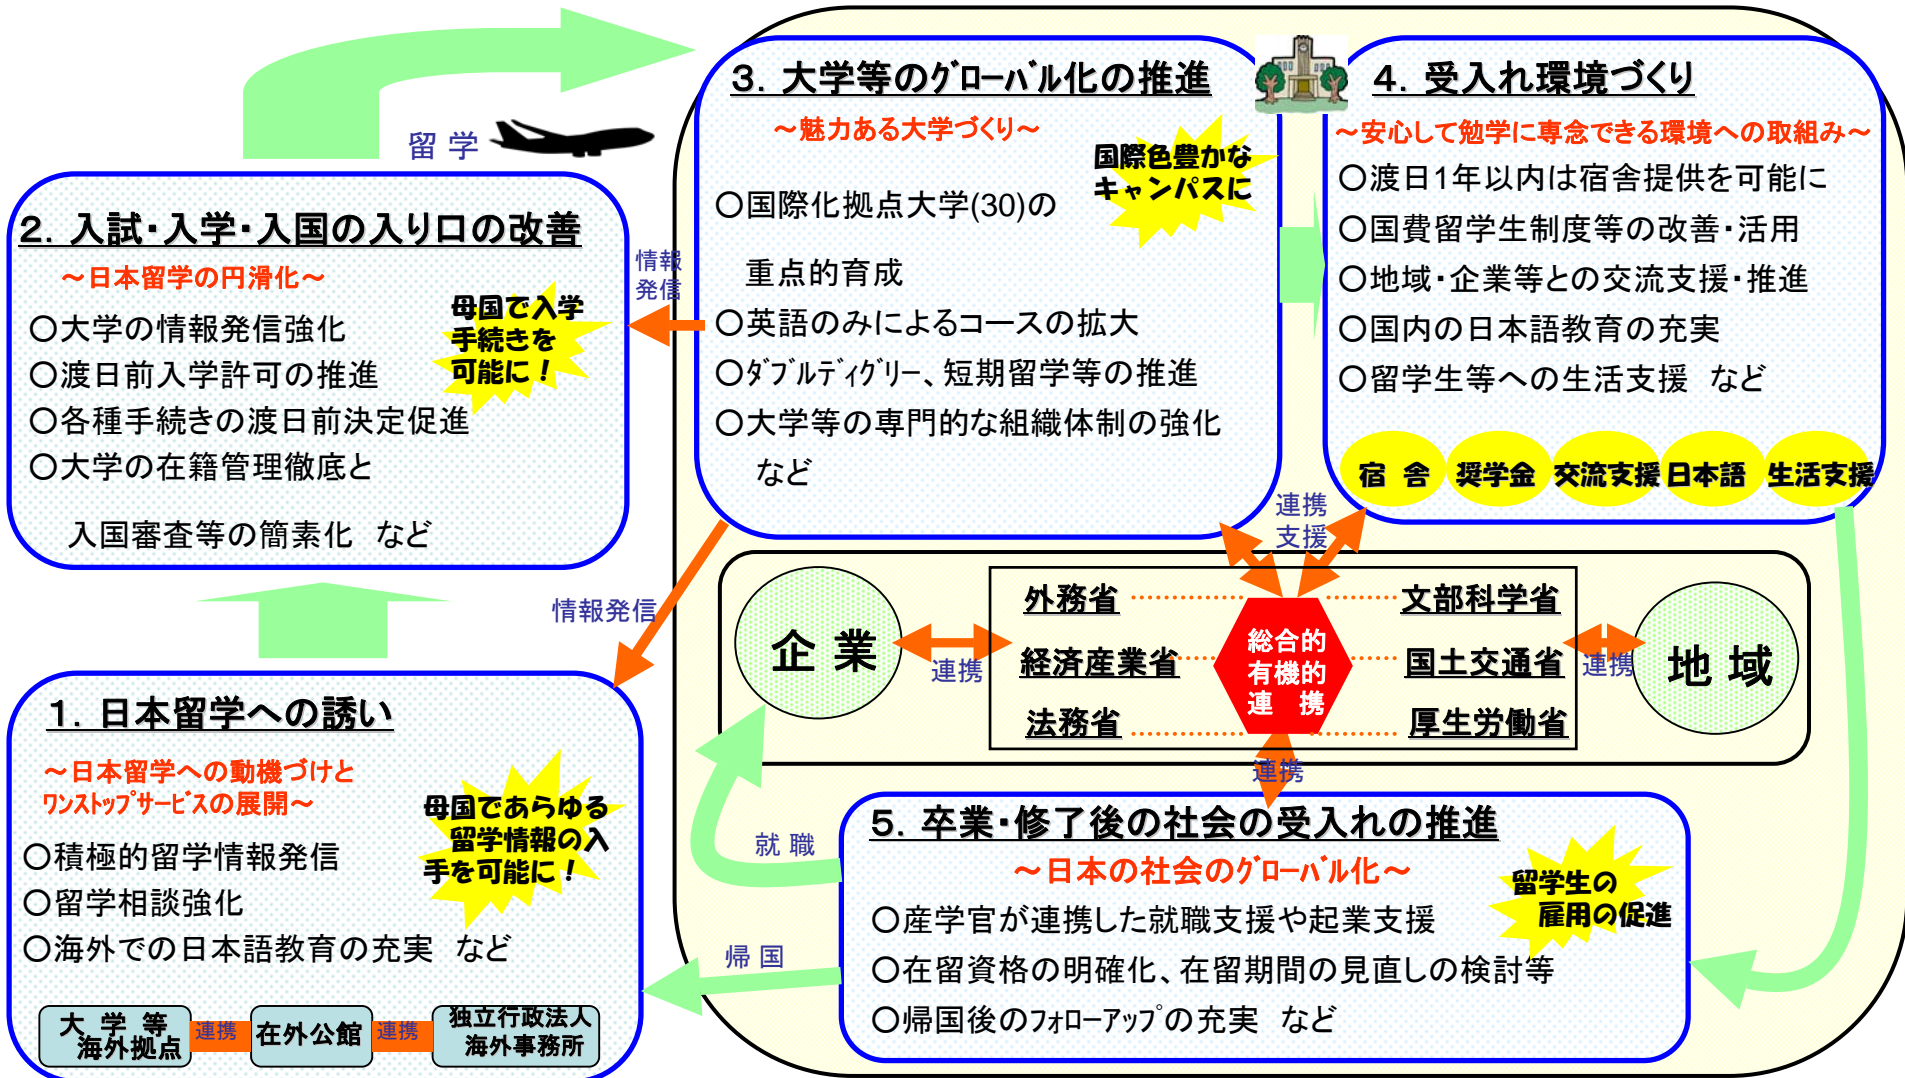 留 学
2. 入試・入学・入国の入り口の改善
～日本留学の円滑化～
母国で入学
手続きを
可能に！
○大学の情報発信強化
○渡日前入学許可の推進
○各種手続きの渡日前決定促進
○大学の在籍管理徹底と
入国審査等の簡素化 など
情報
発信
情報発信
1. 日本留学への誘い
～日本留学への動機づけと
ﾜﾝｽﾄｯﾌﾟｻｰﾋﾞｽの展開～
母国であらゆる
留学情報の入
手を可能に！
○積極的留学情報発信
○留学相談強化
○海外での日本語教育の充実 など
大 学 等
海外拠点
連携
在外公館
連携
独立行政法人
海外事務所
3. 大学等のｸﾞﾛｰﾊﾞﾙ化の推進
～魅力ある大学づくり～
国際色豊かな
キャンパスに
○国際化拠点大学(30)の
重点的育成
○英語のみによるコースの拡大
○ﾀﾞﾌﾞﾙﾃﾞｨｸﾞﾘｰ、短期留学等の推進
○大学等の専門的な組織体制の強化
など
4. 受入れ環境づくり
～安心して勉学に専念できる環境への取組み～
○渡日1年以内は宿舎提供を可能に
○国費留学生制度等の改善・活用
○地域・企業等との交流支援・推進
○国内の日本語教育の充実
○留学生等への生活支援 など
宿 舎
奨学金
交流支援
日本語
生活支援
連携
支援
企 業
連携
外務省
経済産業省
法務省
総合的
有機的
連 携
文部科学省
国土交通省
厚生労働省
連携
地 域
連携
就 職
帰 国
5. 卒業・修了後の社会の受入れの推進
～日本の社会のｸﾞﾛｰﾊﾞﾙ化～
留学生の
雇用の促進
○産学官が連携した就職支援や起業支援
○在留資格の明確化、在留期間の見直しの検討等
○帰国後のﾌｫﾛｰｱｯﾌﾟの充実 など